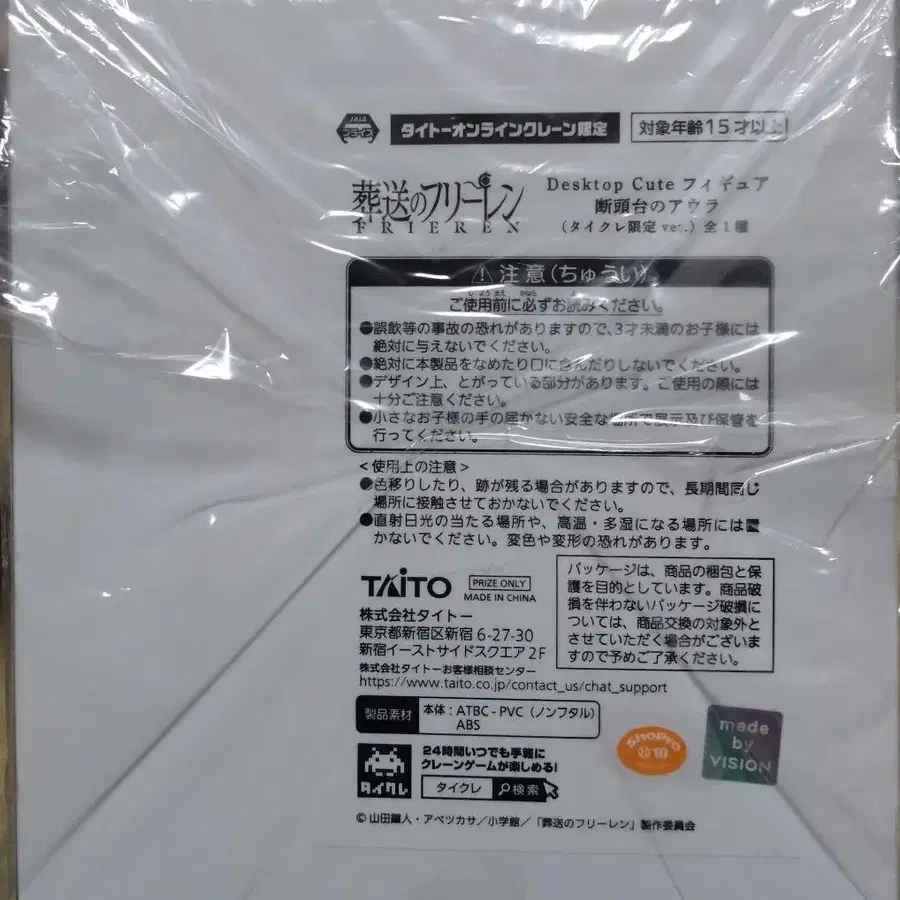 JAIA
プライズ
タイトーオンラインクレーン限定
対象年齢15才以上
葬送のフリーレン
FRIEREN
Desktop Cute フィギュア
断頭台のアウラ
(タイクレ限定 ver.) 全1種
注意(ちゅうい)
ご使用前に必ずお読みください。
●誤飲等の事故の恐れがありますので、3才未満のお子様には
絶対に与えないでください。
●絶対に本製品をなめたり口に含んだりしないでください。
●デザイン上、とがっている部分があります。ご使用の際には
十分ご注意ください。
●小さなお子様の手の届かない安全な場所で展示及び保管を
行ってください。
<使用上の注意>
●色移りしたり、跡が残る場合がありますので、長期間同じ
場所に接触させておかないでください。
●直射日光の当たる場所や、高温・多湿になる場所には置
かないでください。変色や変形の恐れがあります。
TAITO
PRIZE ONLY
MADE IN CHINA
株式会社タイトー
東京都新宿区新宿 6-27-30
新宿イーストサイドスクエア 2F
株式会社タイトーお客様相談センター
https://www.taito.co.jp/contact_us/chat_support
パッケージは、商品の梱包と保
護を目的としています。商品破
損を伴わないパッケージ破損に
ついては、商品交換の対象外と
させていただく場合がございま
すので予めご了承ください。
製品素材
本体:ATBC-PVC(ノンフタル)
ABS
タイクレ
24時間いつでも手軽に
クレーンゲームが楽しめる!
タイクレ
検索
ShoPro
10
made
by
VISION
©山田鐘人・アベツカサ/小学館/「葬送のフリーレン」製作委員会